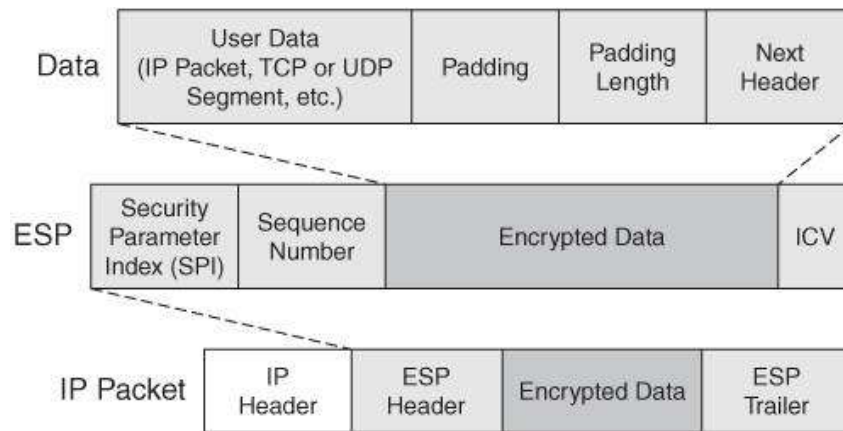 Data
User Data
(IP Packet, TCP or UDP
Segment, etc.)
Padding
Padding
Length
Next
Header
ESP
Security
Parameter
Index (SPI)
Sequence
Number
Encrypted Data
ICV
IP Packet
IP
Header
ESP
Header
Encrypted Data
ESP
Trailer